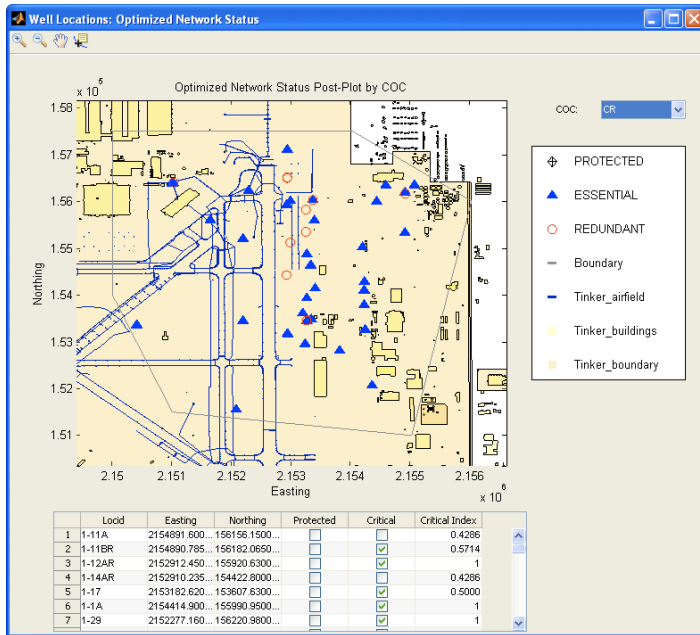 Well Locations: Optimized Network Status
Optimized Network Status Post-Plot by COC
x 10^5
COC: CR
1.58
1.57
1.56
1.55
1.54
1.53
1.52
1.51
Northing
2.15 2.151 2.152 2.153 2.154 2.155 2.156
Easting
x 10^6
PROTECTED
ESSENTIAL
REDUNDANT
Boundary
Tinker_airfield
Tinker_buildings
Tinker_boundary
Locid Easting Northing Protected Critical Critical Index
1 1-11A 2154891.600... 156156.1500... 0.4286
2 1-11BR 2154890.785... 156182.0650... 0.5714
3 1-12AR 2152912.450... 155920.6300... 1
4 1-14AR 2152910.235... 154422.8000... 0.4286
5 1-17 2153182.620... 153607.6300... 0.5000
6 1-1A 2154414.900... 155990.9500... 1
7 1-29 2152277.160... 156220.9800... 1